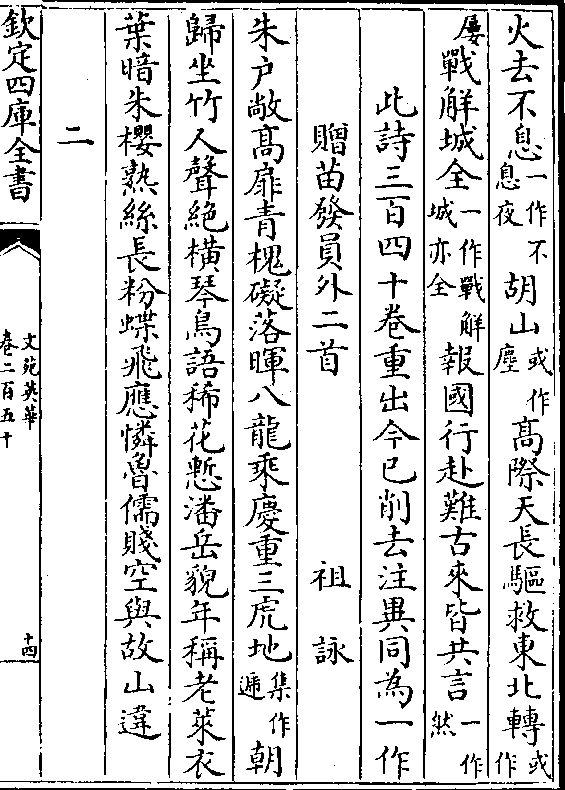 火去不息一作不息夜胡山或作塵高際天長驅救東北轉或作
屢戰解城全一作戰解城亦全報國行赴難古來皆共言一作然
此詩三百四十卷重出今已削去注異同為一作
贈苗發員外二首 祖詠
朱户敞高扉青槐礙落暉八龍乘慶重三虎地集作遞朝
歸坐竹人聲絶橫琴鳥語稀花慙潘岳貌年稱老萊衣
葉暗朱櫻熟絲長粉蝶飛應憐魯儒賤空與故山違
二
欽定四庫全書
文苑英華
卷二百五十
十四